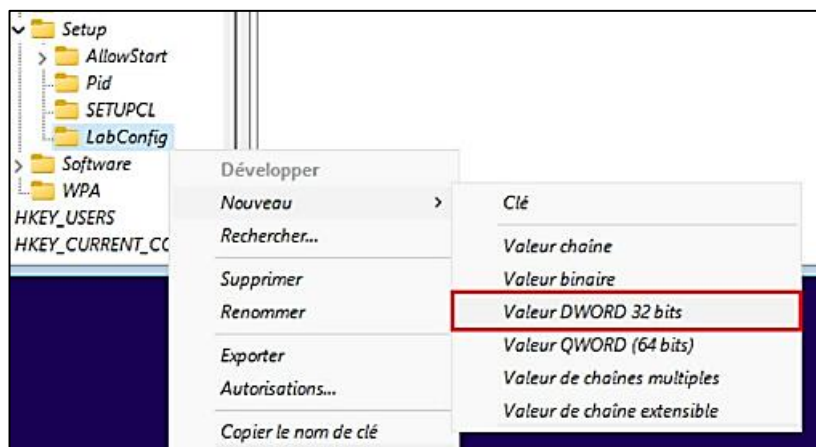 Setup
AllowStart
Pid
SETUPCL
LabConfig
Software
WPA
HKEY_USERS
HKEY_CURRENT_CO
Développer
Nouveau
Rechercher...
Supprimer
Renommer
Exporter
Autorisations...
Copier le nom de clé
Clé
Valeur chaîne
Valeur binaire
Valeur DWORD 32 bits
Valeur QWORD (64 bits)
Valeur de chaînes multiples
Valeur de chaîne extensible